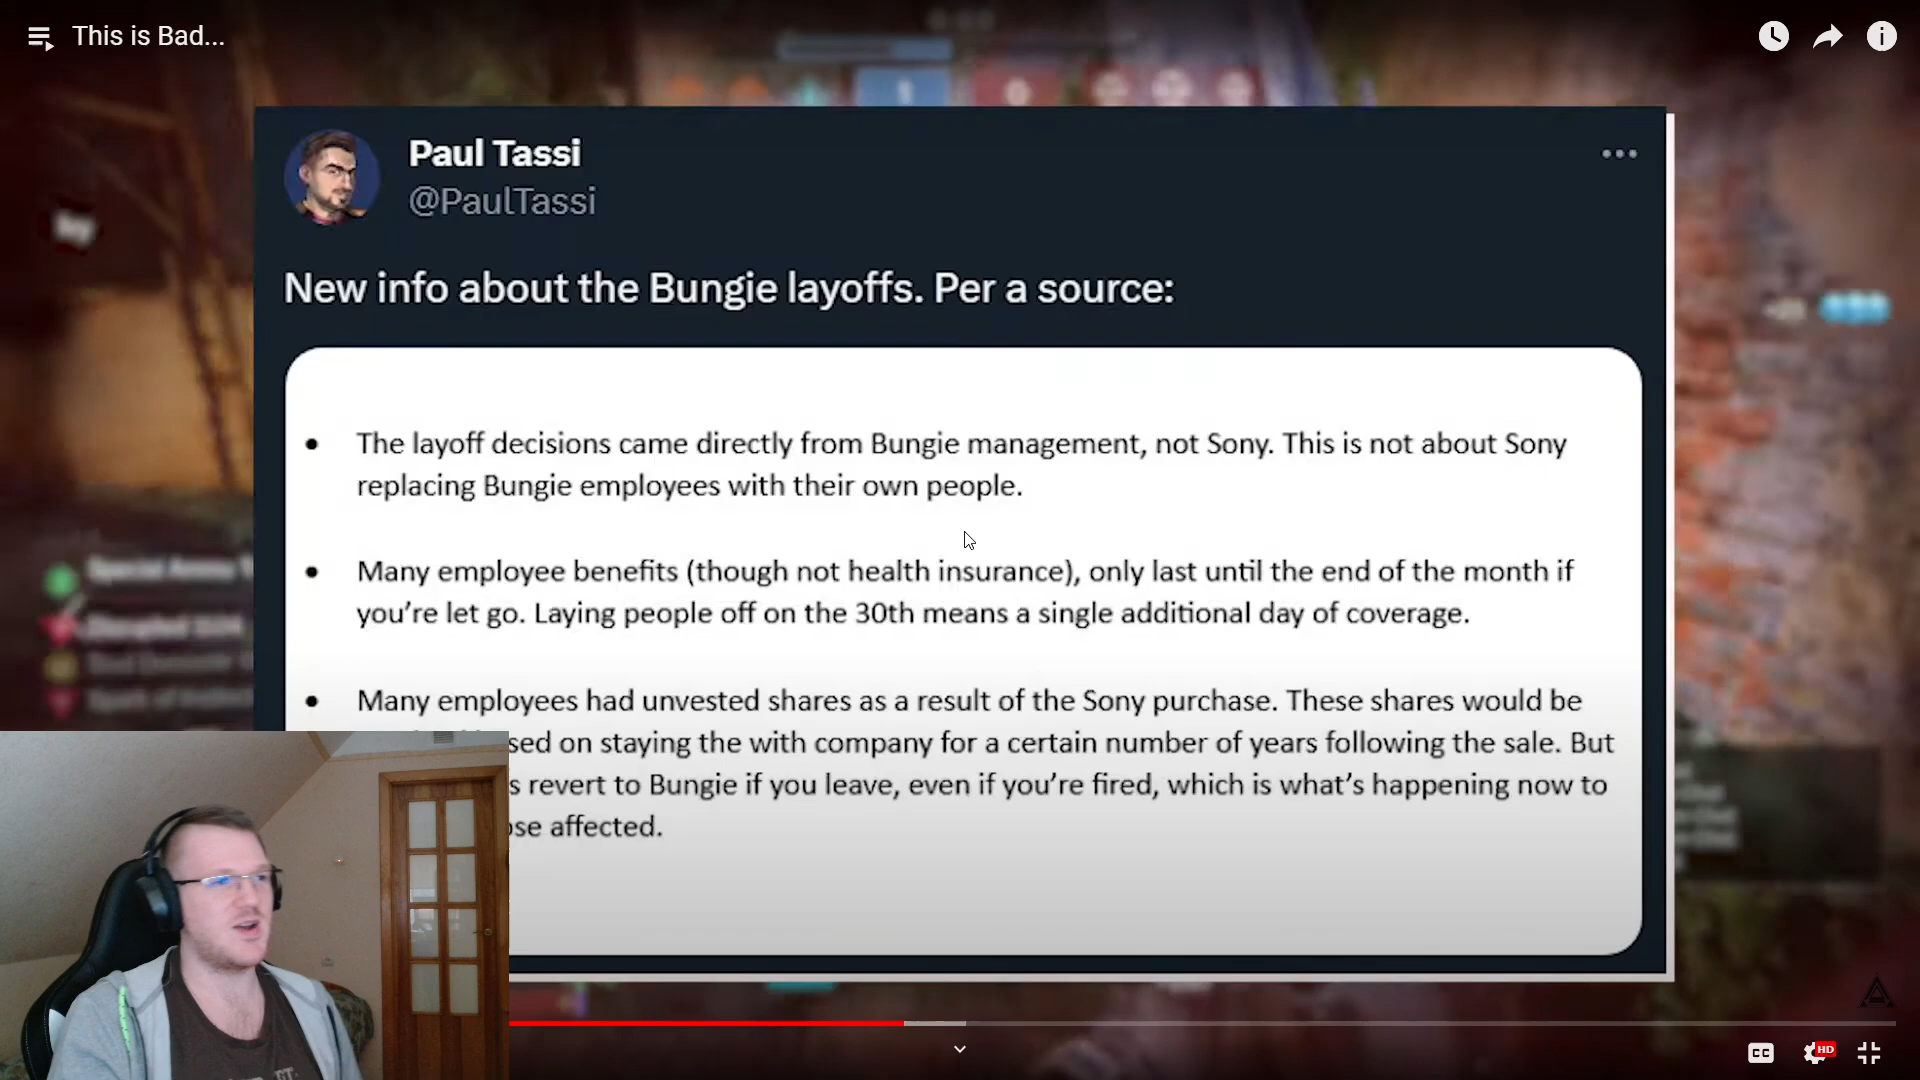 This is Bad...
Paul Tassi
@PaulTassi
New info about the Bungie layoffs. Per a source:
• The layoff decisions came directly from Bungie management, not Sony. This is not about Sony
replacing Bungie employees with their own people.
• Many employee benefits (though not health insurance), only last until the end of the month if
you’re let go. Laying people off on the 30th means a single additional day of coverage.
• Many employees had unvested shares as a result of the Sony purchase. These shares would be
sed on staying the with company for a certain number of years following the sale. But
s revert to Bungie if you leave, even if you’re fired, which is what’s happening now to
ose affected.
CC
HD